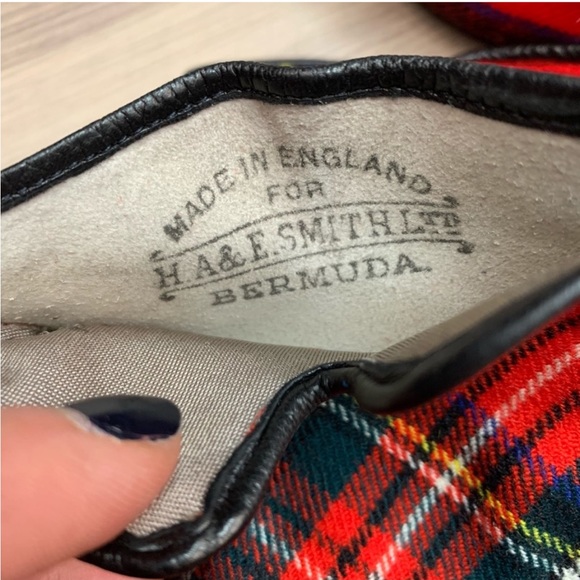 MADE IN ENGLAND
FOR
H. A & E. SMITH LTD
BERMUDA.